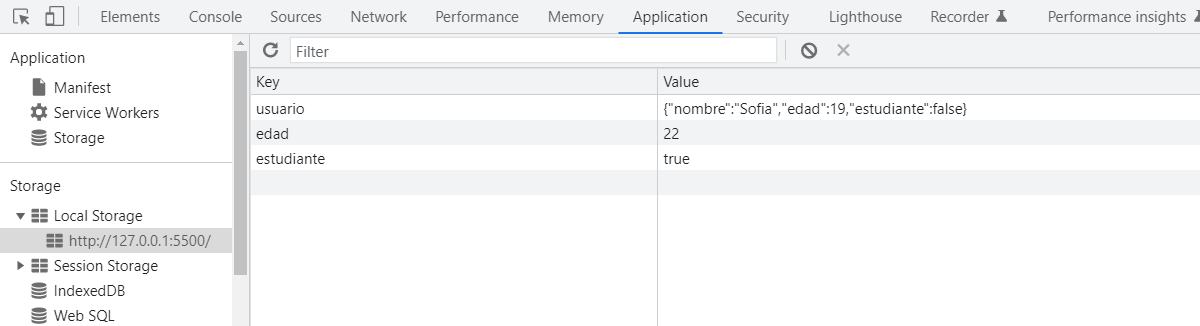 Elements Console Sources Network Performance Memory Application Security Lighthouse Recorder Performance insights
Application
Manifest
Service Workers
Storage
Storage
Local Storage
http://127.0.0.1:5500/
Session Storage
IndexedDB
Web SQL
Filter
Key Value
usuario {"nombre":"Sofia","edad":19,"estudiante":false}
edad 22
estudiante true